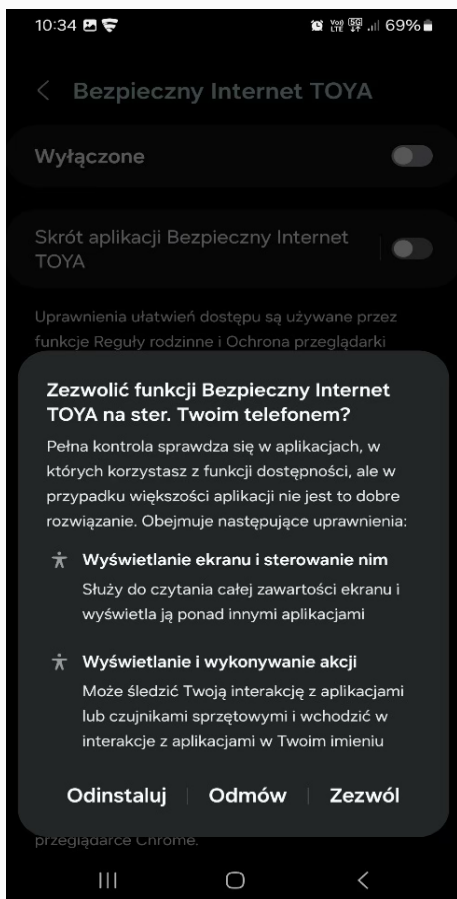 10:34
Vo)) LTE 5G 69%
Bezpieczny Internet TOYA
Wyłączone
Skrót aplikacji Bezpieczny Internet
TOYA
Uprawnienia ułatwień dostępu są używane przez
funkcje Reguły rodzinne i Ochrona przeglądarki
Zezwolić funkcji Bezpieczny Internet
TOYA na ster. Twoim telefonem?
Pełna kontrola sprawdza się w aplikacjach, w
których korzystasz z funkcji dostępności, ale w
przypadku większości aplikacji nie jest to dobre
rozwiązanie. Obejmuje następujące uprawnienia:
Wyświetlanie ekranu i sterowanie nim
Służy do czytania całej zawartości ekranu i
wyświetla ją ponad innymi aplikacjami
Wyświetlanie i wykonywanie akcji
Może śledzić Twoją interakcję z aplikacjami
lub czujnikami sprzętowymi i wchodzić w
interakcje z aplikacjami w Twoim imieniu
Odinstaluj Odmów Zezwól
przeglądarce Chrome.